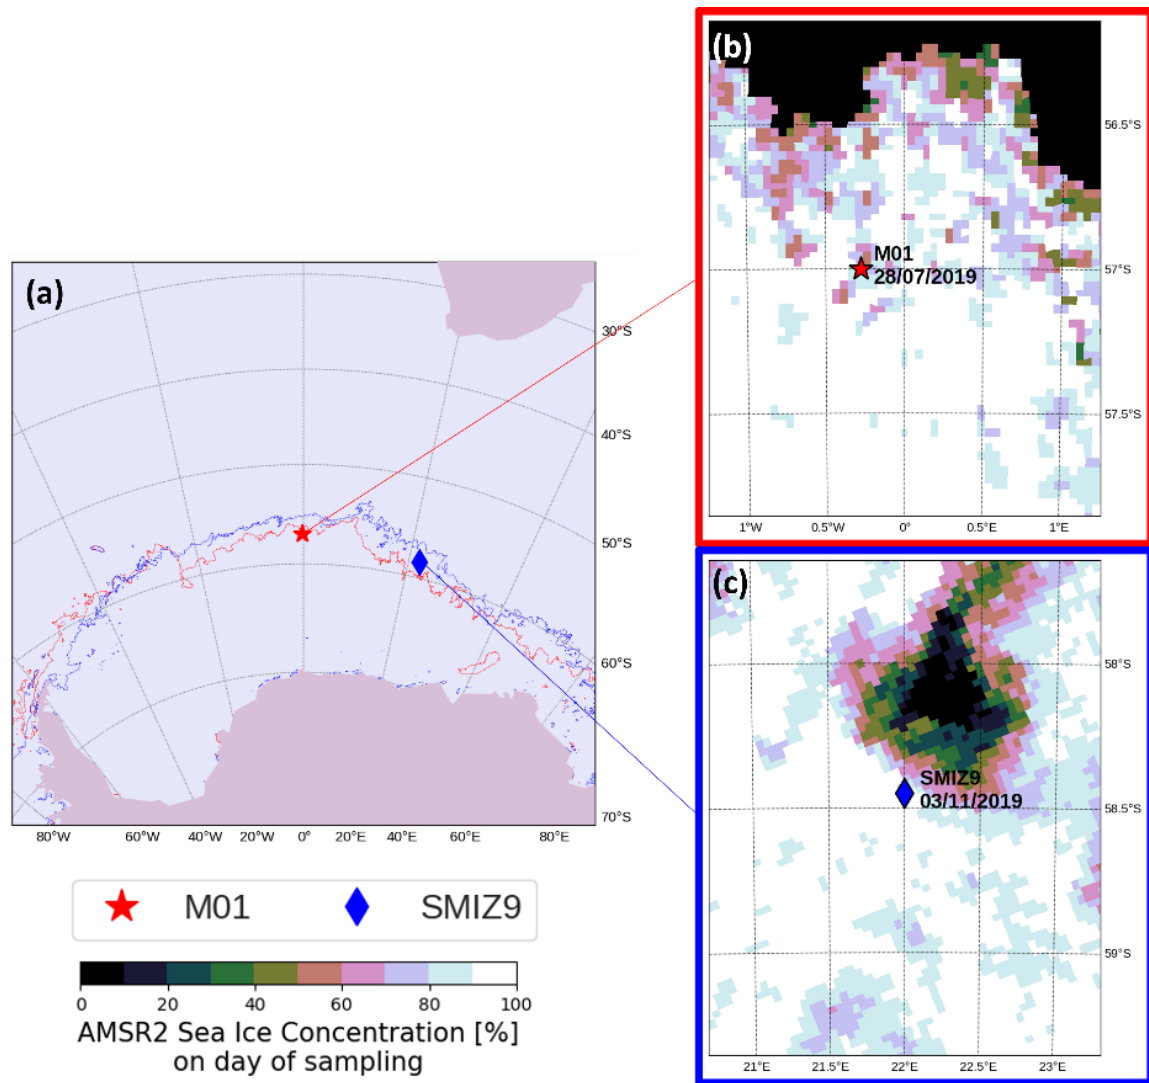 (a)
30°S
40°S
50°S
60°S
70°S
80°W
60°W
40°W
20°W
0°
20°E
40°E
60°E
80°E
(b)
M01
28/07/2019
56.5°S
57°S
57.5°S
1°W
0.5°W
0°
0.5°E
1°E
(c)
SMIZ9
03/11/2019
58°S
58.5°S
59°S
21°E
21.5°E
22°E
22.5°E
23°E
M01
SMIZ9
0 20 40 60 80 100
AMSR2 Sea Ice Concentration [%]
on day of sampling